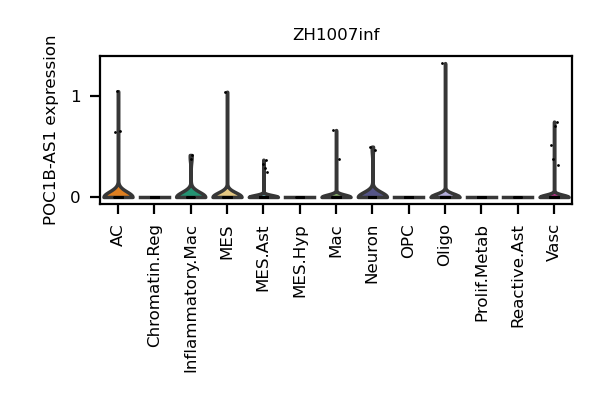 ZH1007inf
POC1B-AS1 expression
1
0
AC
Chromatin.Reg
Inflammatory.Mac
MES
MES.Ast
MES.Hyp
Mac
Neuron
OPC
Oligo
Prolif.Metab
Reactive.Ast
Vasc